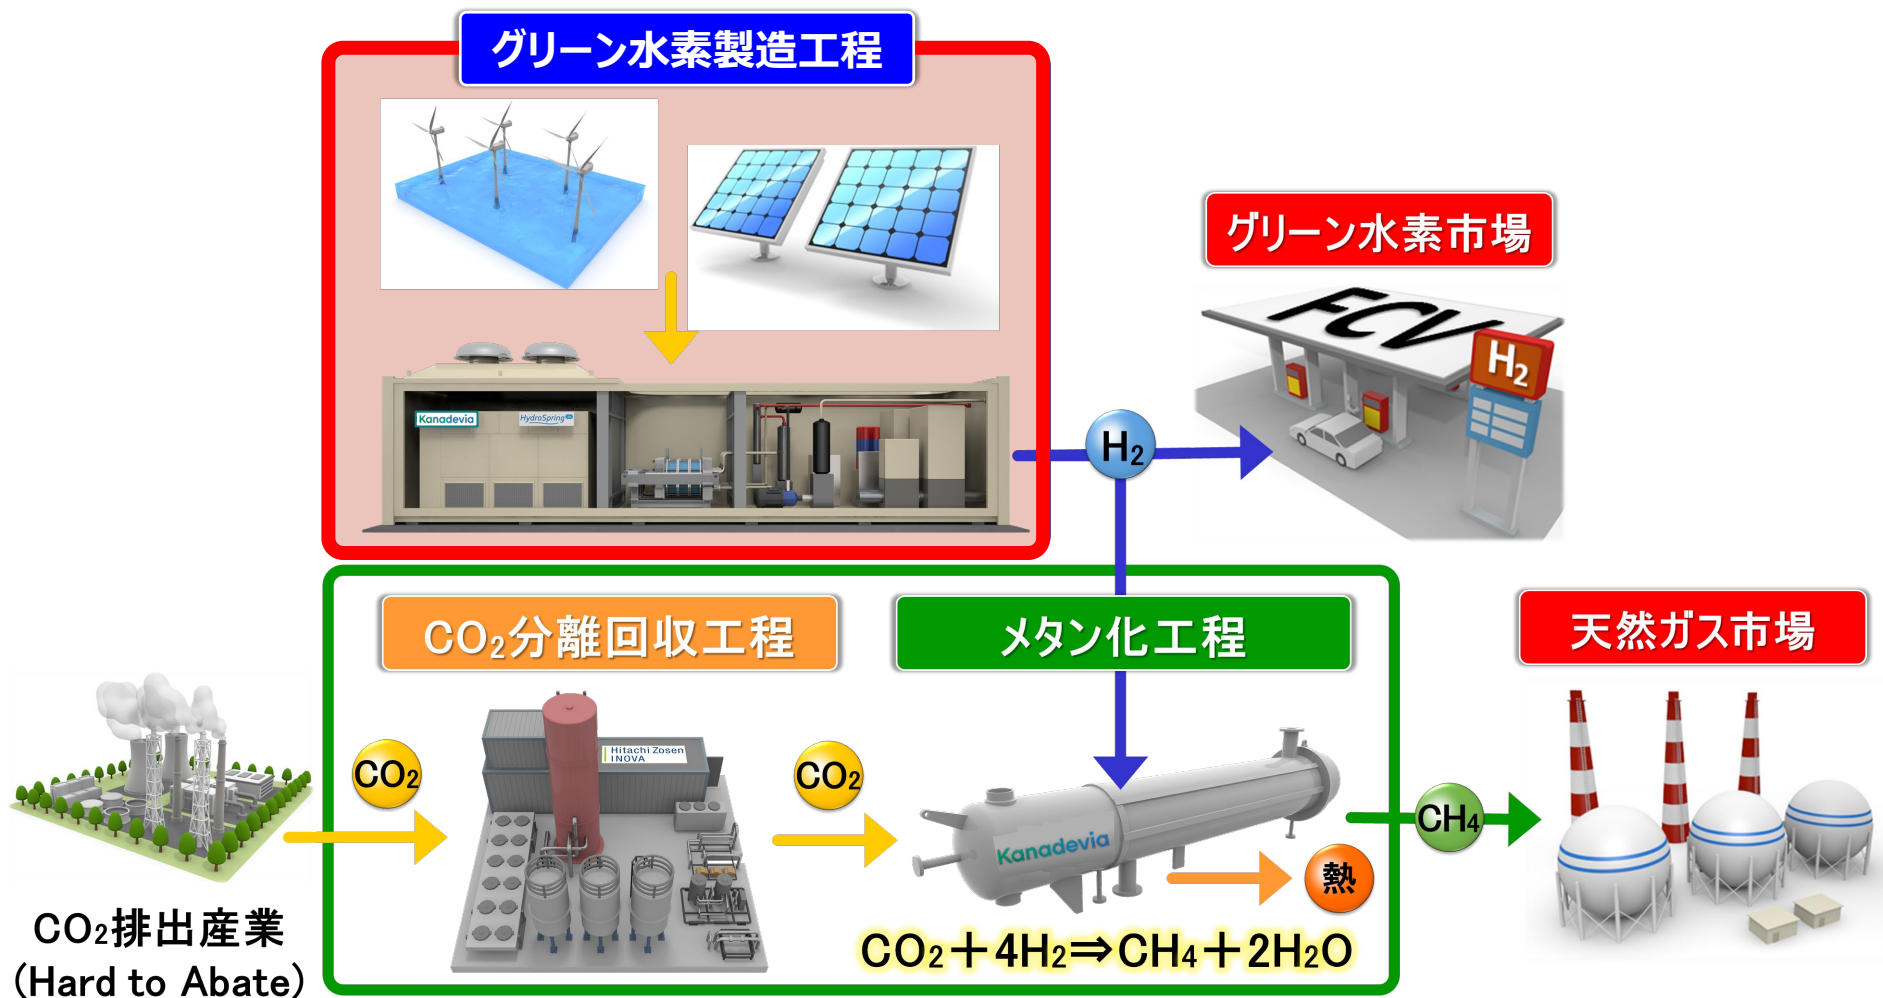 グリーン水素製造工程
Kanadevia
HydroSpring
グリーン水素市場
FCV
H₂
H₂
CO₂分離回収工程
メタン化工程
天然ガス市場
Hitachi Zosen
INOVA
CO₂
CO₂
CH₄
Kanadevia
熱
CO₂排出産業
(Hard to Abate)
CO₂＋4H₂⇒CH₄＋2H₂O